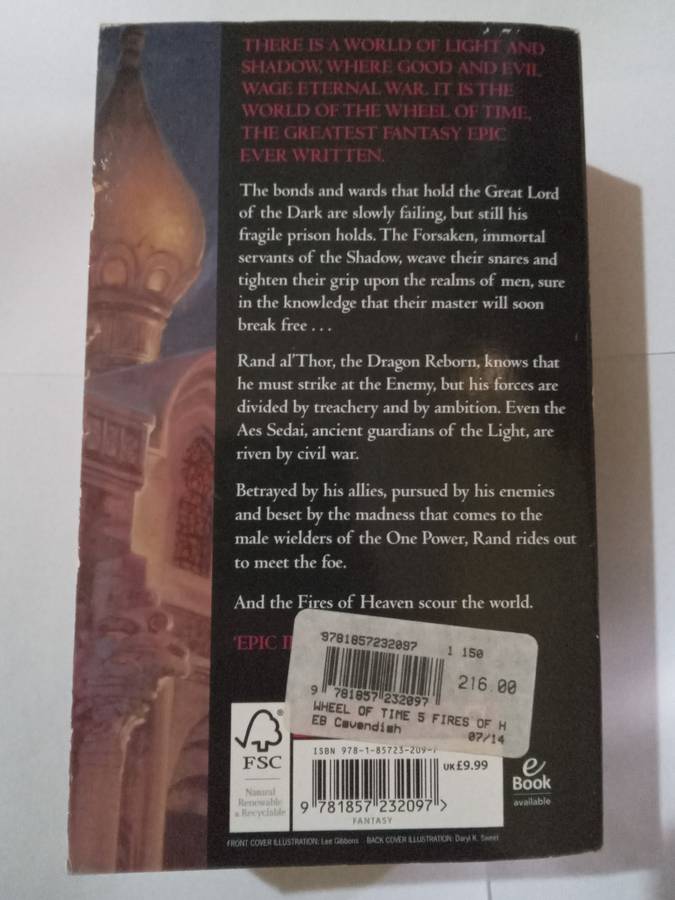 THERE IS A WORLD OF LIGHT AND
SHADOW, WHERE GOOD AND EVIL
WAGE ETERNAL WAR. IT IS THE
WORLD OF THE WHEEL OF TIME,
THE GREATEST FANTASY EPIC
EVER WRITTEN.
The bonds and wards that hold the Great Lord
of the Dark are slowly failing, but still his
fragile prison holds. The Forsaken, immortal
servants of the Shadow, weave their snares and
tighten their grip upon the realms of men, sure
in the knowledge that their master will soon
break free . . .
Rand al'Thor, the Dragon Reborn, knows that
he must strike at the Enemy, but his forces are
divided by treachery and by ambition. Even the
Aes Sedai, ancient guardians of the Light, are
riven by civil war.
Betrayed by his allies, pursued by his enemies
and beset by the madness that comes to the
male wielders of the One Power, Rand rides out
to meet the foe.
And the Fires of Heaven scour the world.
'EPIC
9781857232097 1 150
216.00
9 781857 232097
WHEEL OF TIME 5 FIRES OF H
EB Cavendish 07/14
FSC
Natural
Renewable
& Recyclable
ISBN 978-1-85723-209-
UK£9.99
9 781857 232097 >
FANTASY
e
Book
available
FRONT COVER ILLUSTRATION: Lee Gibbons BACK COVER ILLUSTRATION: Daryl K. Sweet